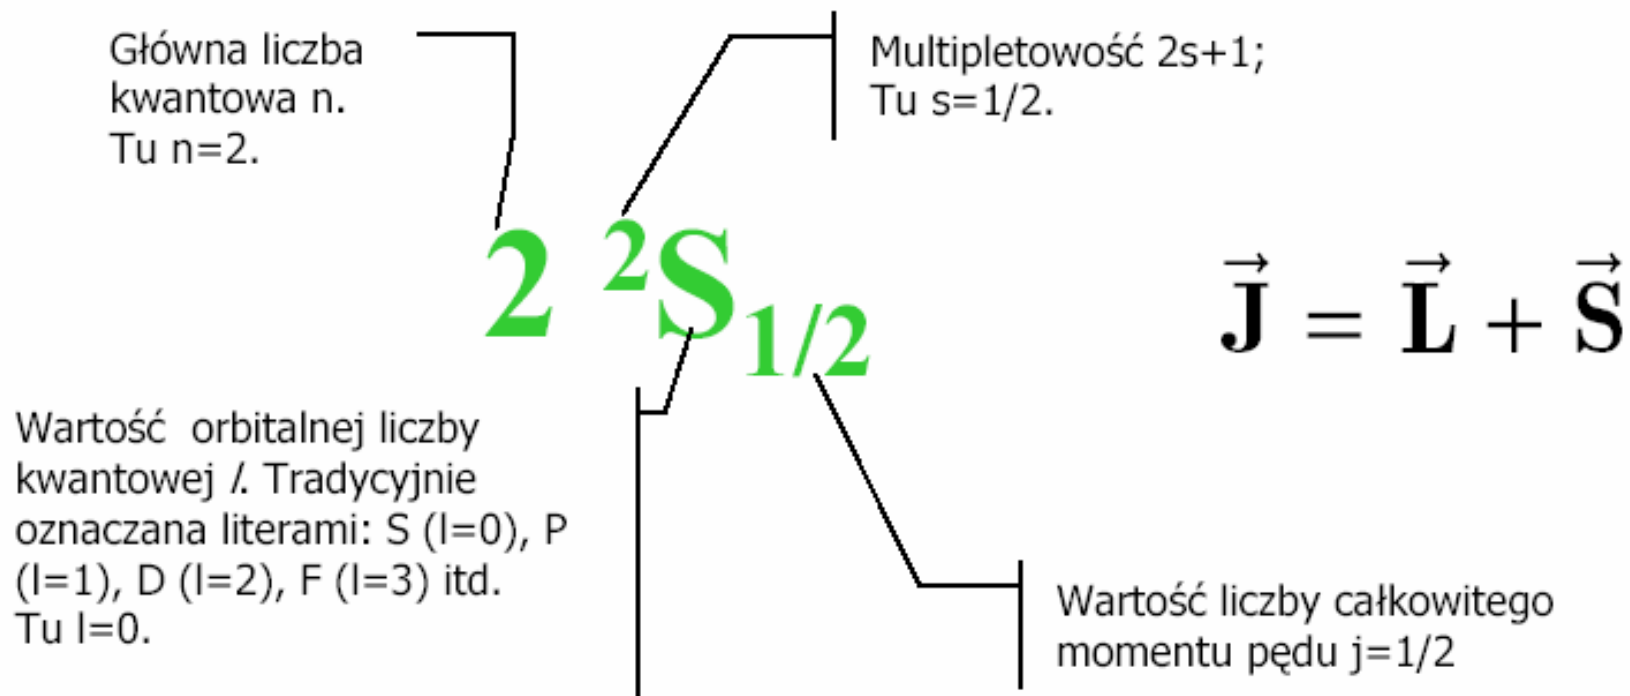 Główna liczba
kwantowa n.
Tu n=2.
Multipletowość 2s+1;
Tu s=1/2.
2 ²S₁/₂
J⃗ = L⃗ + S⃗
Wartość orbitalnej liczby
kwantowej l. Tradycyjnie
oznaczana literami: S (l=0), P
(l=1), D (l=2), F (l=3) itd.
Tu l=0.
Wartość liczby całkowitego
momentu pędu j=1/2